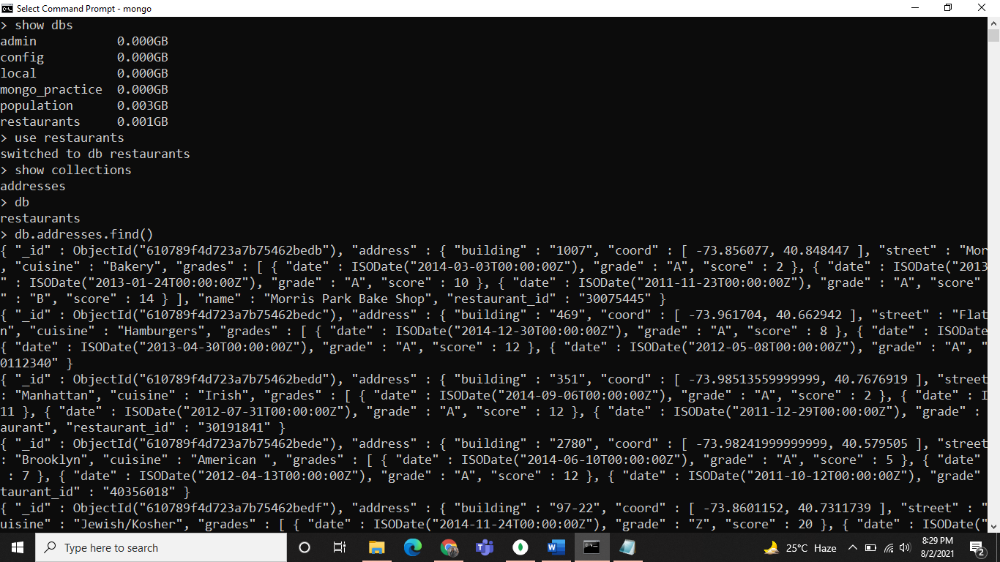 Select Command Prompt - mongo
> show dbs
admin           0.000GB
config          0.000GB
local           0.000GB
mongo_practice  0.000GB
population      0.003GB
restaurants     0.001GB
> use restaurants
switched to db restaurants
> show collections
addresses
> db
restaurants
> db.addresses.find()
{ "_id" : ObjectId("610789f4d723a7b75462bedb"), "address" : { "building" : "1007", "coord" : [ -73.856077, 40.848447 ], "street" : "Mor
, "cuisine" : "Bakery", "grades" : [ { "date" : ISODate("2014-03-03T00:00:00Z"), "grade" : "A", "score" : 2 }, { "date" : ISODate("2013
" : ISODate("2013-01-24T00:00:00Z"), "grade" : "A", "score" : 10 }, { "date" : ISODate("2011-11-23T00:00:00Z"), "grade" : "A", "score"
" : "B", "score" : 14 } ], "name" : "Morris Park Bake Shop", "restaurant_id" : "30075445" }
{ "_id" : ObjectId("610789f4d723a7b75462bedc"), "address" : { "building" : "469", "coord" : [ -73.961704, 40.662942 ], "street" : "Flat
n", "cuisine" : "Hamburgers", "grades" : [ { "date" : ISODate("2014-12-30T00:00:00Z"), "grade" : "A", "score" : 8 }, { "date" : ISODate
{ "date" : ISODate("2013-04-30T00:00:00Z"), "grade" : "A", "score" : 12 }, { "date" : ISODate("2012-05-08T00:00:00Z"), "grade" : "A", "
0112340" }
{ "_id" : ObjectId("610789f4d723a7b75462bedd"), "address" : { "building" : "351", "coord" : [ -73.98513559999999, 40.7676919 ], "street
: "Manhattan", "cuisine" : "Irish", "grades" : [ { "date" : ISODate("2014-09-06T00:00:00Z"), "grade" : "A", "score" : 2 }, { "date" : I
11 }, { "date" : ISODate("2012-07-31T00:00:00Z"), "grade" : "A", "score" : 12 }, { "date" : ISODate("2011-12-29T00:00:00Z"), "grade" :
aurant", "restaurant_id" : "30191841" }
{ "_id" : ObjectId("610789f4d723a7b75462bede"), "address" : { "building" : "2780", "coord" : [ -73.98241999999999, 40.579505 ], "street
: "Brooklyn", "cuisine" : "American ", "grades" : [ { "date" : ISODate("2014-06-10T00:00:00Z"), "grade" : "A", "score" : 5 }, { "date"
 : 7 }, { "date" : ISODate("2012-04-13T00:00:00Z"), "grade" : "A", "score" : 12 }, { "date" : ISODate("2011-10-12T00:00:00Z"), "grade"
taurant_id" : "40356018" }
{ "_id" : ObjectId("610789f4d723a7b75462bedf"), "address" : { "building" : "97-22", "coord" : [ -73.8601152, 40.7311739 ], "street" : "
uisine" : "Jewish/Kosher", "grades" : [ { "date" : ISODate("2014-11-24T00:00:00Z"), "grade" : "Z", "score" : 20 }, { "date" : ISODate("
Type here to search
25°C Haze
8:29 PM
8/2/2021
2